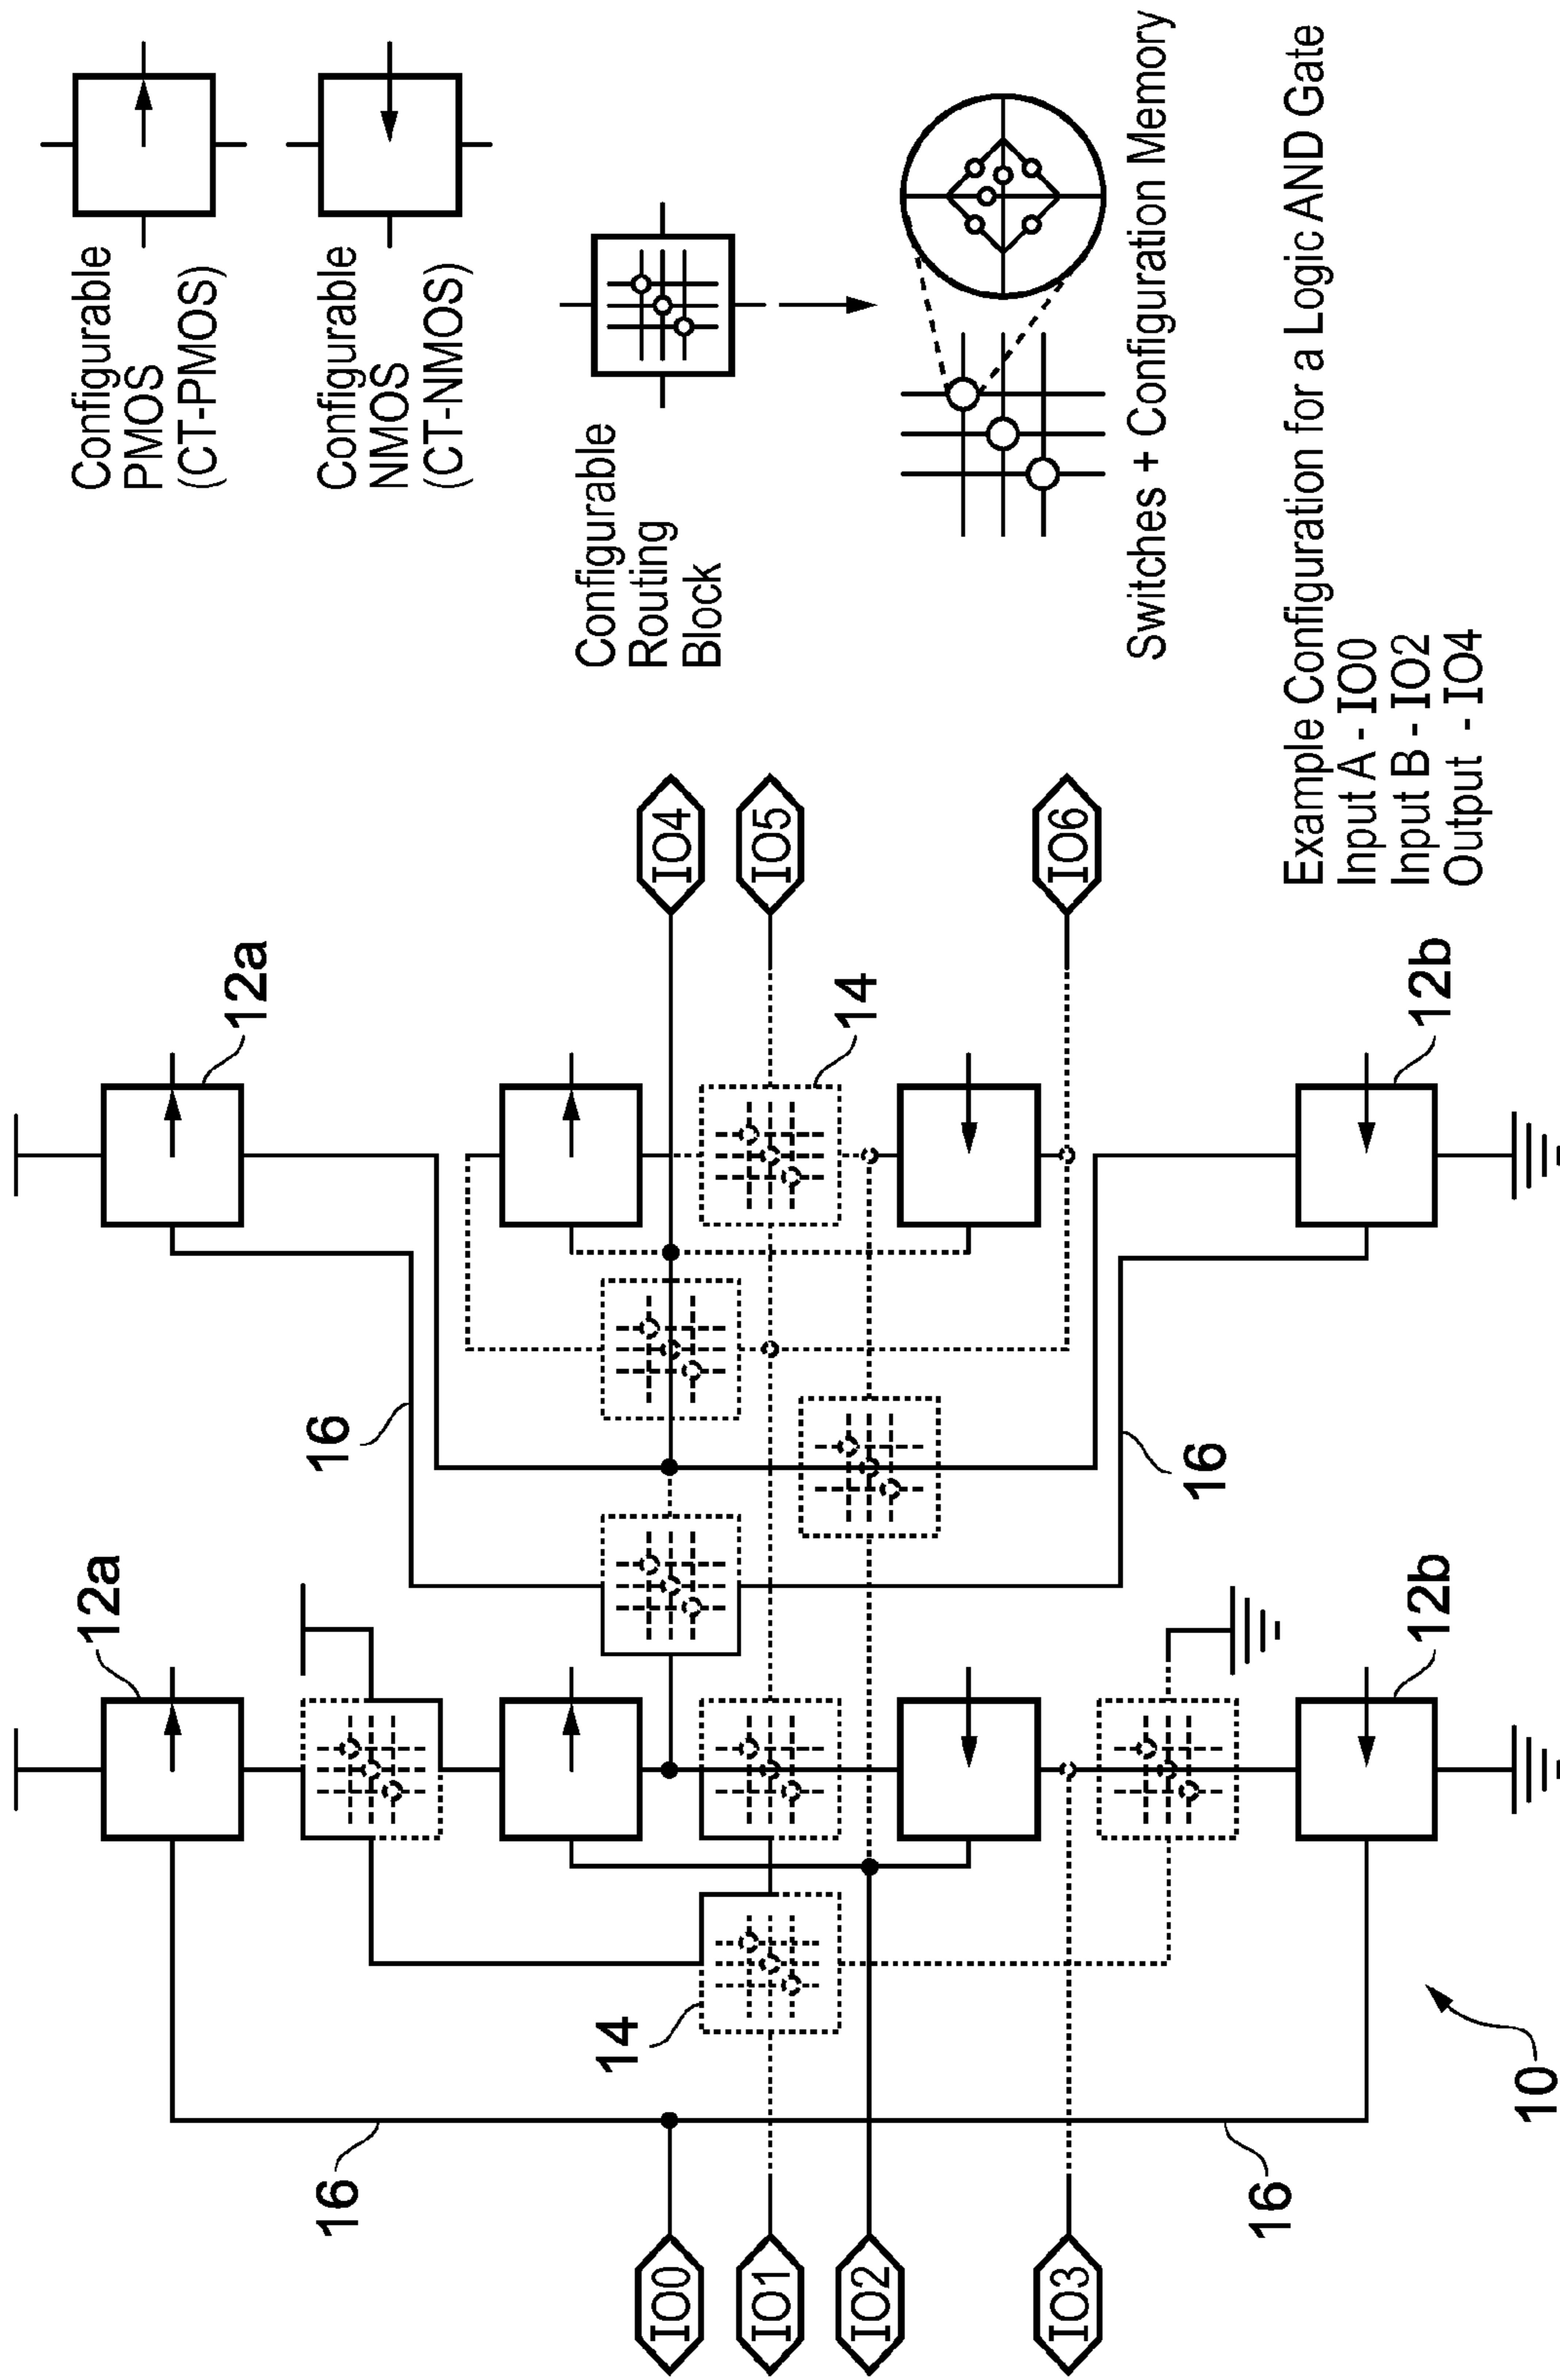 Configurable
PMOS
(CT-PMOS)
Configurable
NMOS
(CT-NMOS)
Configurable
Routing
Block
Switches + Configuration Memory
Example Configuration for a Logic AND Gate
Input A - IO0
Input B - IO2
Output - IO4
12a
12a
16
16
14
14
16
16
12b
12b
10
IO0
IO1
IO2
IO3
IO4
IO5
IO6